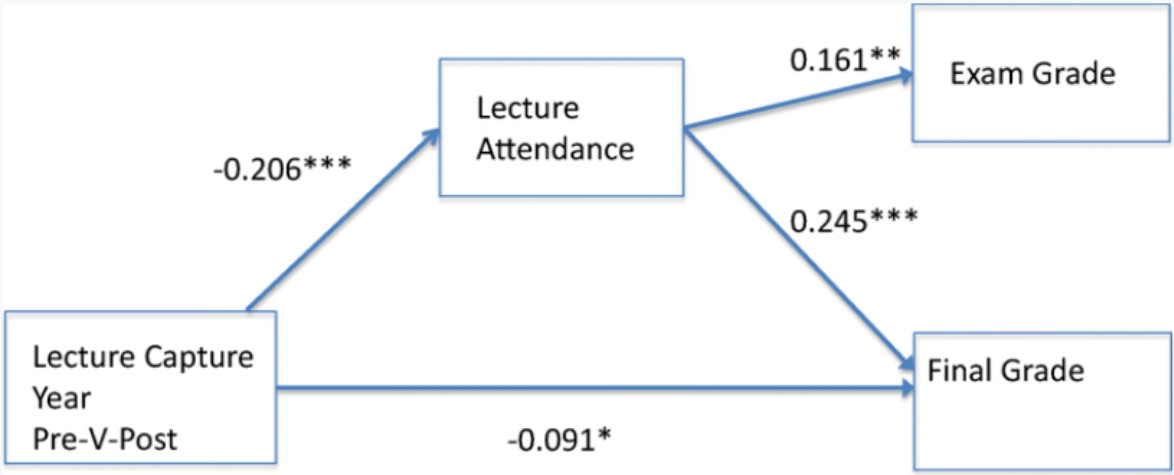 0.161**
Exam Grade
Lecture
Attendance
-0.206***
0.245***
Lecture Capture
Year
Pre-V-Post
Final Grade
-0.091*